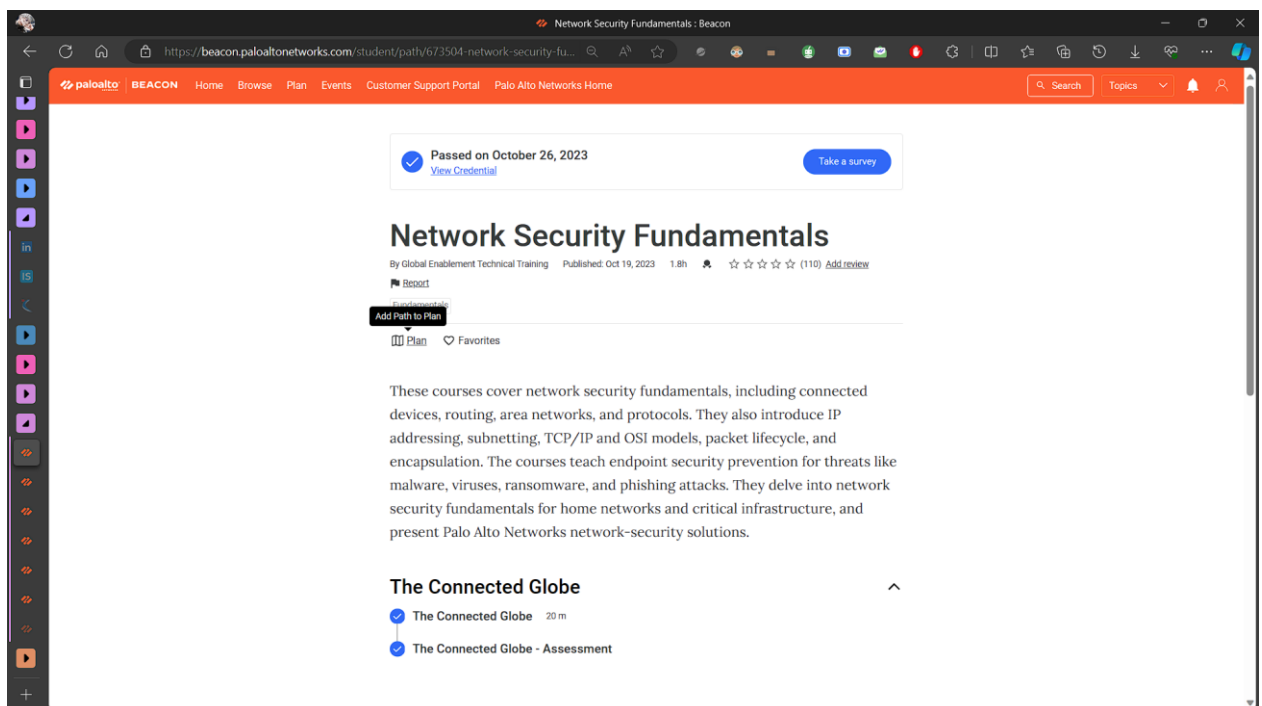 Network Security Fundamentals : Beacon
https://beacon.paloaltonetworks.com/student/path/673504-network-security-fu...
paloalto BEACON Home Browse Plan Events Customer Support Portal Palo Alto Networks Home Search Topics
Passed on October 26, 2023
View Credential
Take a survey
Network Security Fundamentals
By Global Enablement Technical Training Published: Oct 19, 2023 1.8h (110) Add review
Report
Fundamentals
Add Path to Plan
Plan Favorites
These courses cover network security fundamentals, including connected
devices, routing, area networks, and protocols. They also introduce IP
addressing, subnetting, TCP/IP and OSI models, packet lifecycle, and
encapsulation. The courses teach endpoint security prevention for threats like
malware, viruses, ransomware, and phishing attacks. They delve into network
security fundamentals for home networks and critical infrastructure, and
present Palo Alto Networks network-security solutions.
The Connected Globe
The Connected Globe 20 m
The Connected Globe - Assessment
in
IS